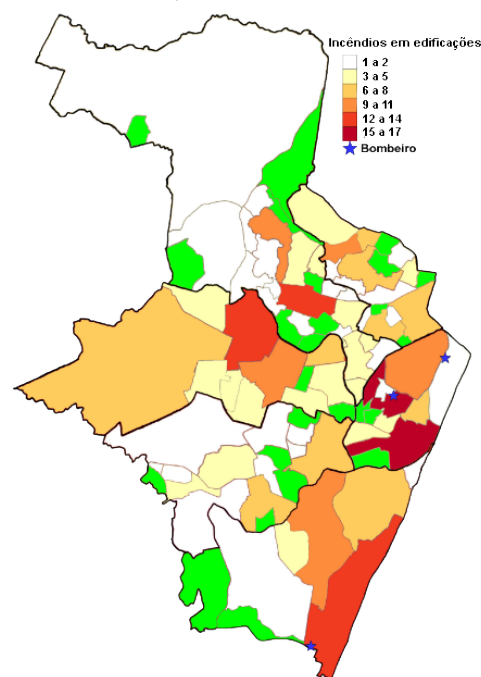 Incêndios em edificações
1 a 2
3 a 5
6 a 8
9 a 11
12 a 14
15 a 17
Bombeiro